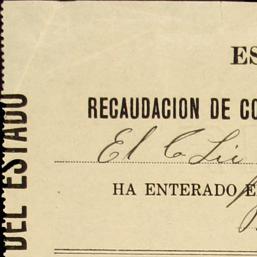 ES
RECAUDACION DE CO
El C Lic
HA ENTERADO E
DEL ESTADO